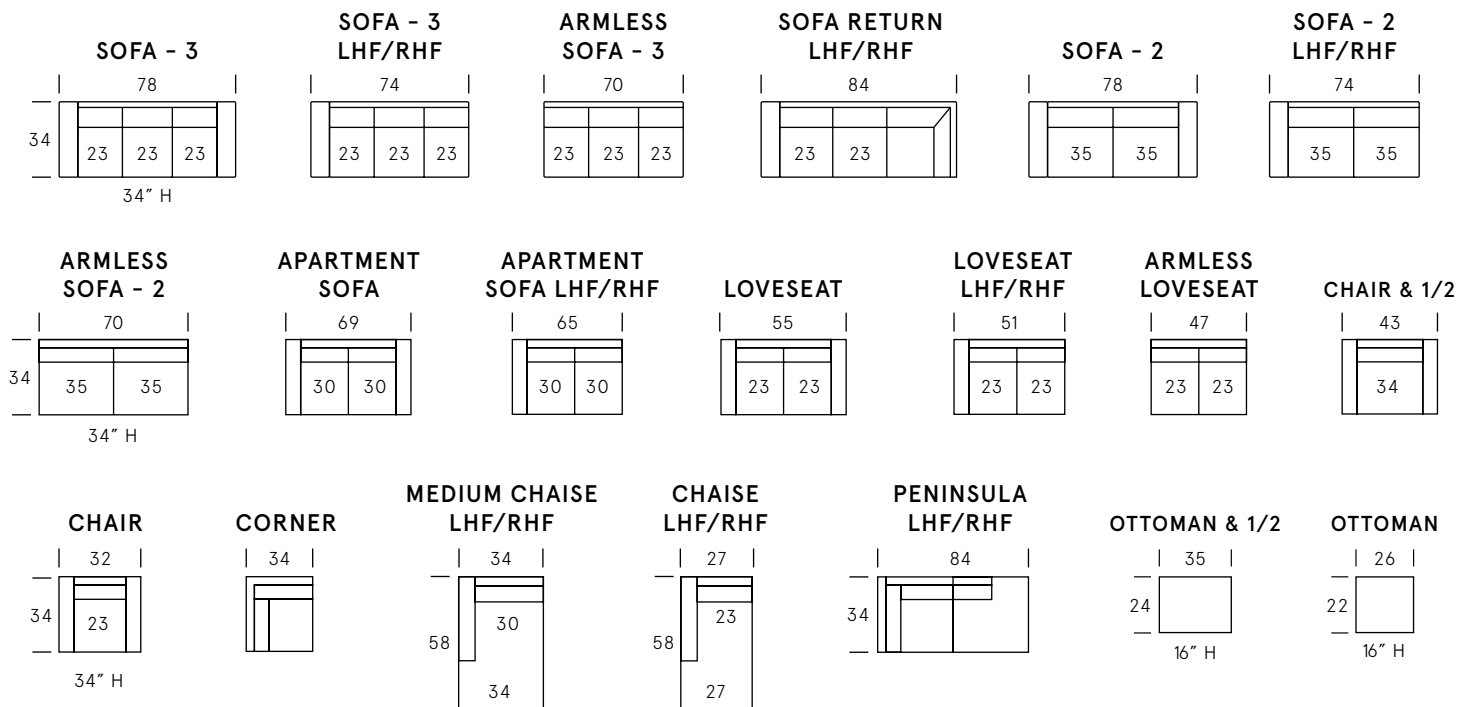 SOFA - 3
SOFA - 3
LHF/RHF
ARMLESS
SOFA - 3
SOFA RETURN
LHF/RHF
SOFA - 2
SOFA - 2
LHF/RHF
78
74
70
84
78
74
34
23 23 23
23 23 23
23 23 23
23 23
35 35
35 35
34” H
ARMLESS
SOFA - 2
APARTMENT
SOFA
APARTMENT
SOFA LHF/RHF
LOVESEAT
LOVESEAT
LHF/RHF
ARMLESS
LOVESEAT
CHAIR & 1/2
70
69
65
55
51
47
43
34
35 35
30 30
30 30
23 23
23 23
23 23
34
34” H
CHAIR
CORNER
MEDIUM CHAISE
LHF/RHF
CHAISE
LHF/RHF
PENINSULA
LHF/RHF
OTTOMAN & 1/2
OTTOMAN
32
34
34
27
84
35
26
34
23
58
30
34
58
23
27
34
24
22
34” H
16” H
16” H